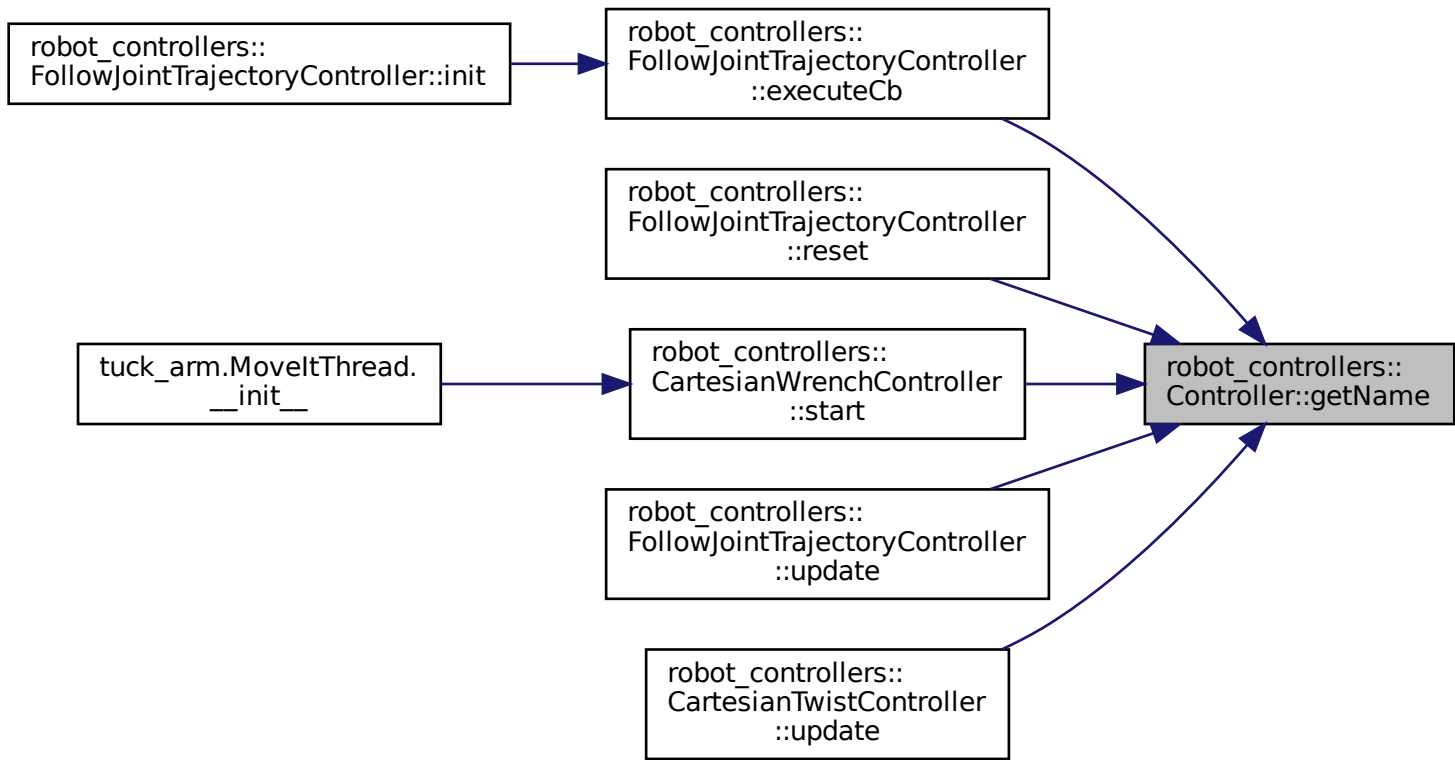 robot_controllers::
FollowJointTrajectoryController::init
robot_controllers::
FollowJointTrajectoryController
::executeCb
robot_controllers::
FollowJointTrajectoryController
::reset
tuck_arm.MoveItThread.
__init__
robot_controllers::
CartesianWrenchController
::start
robot_controllers::
Controller::getName
robot_controllers::
FollowJointTrajectoryController
::update
robot_controllers::
CartesianTwistController
::update